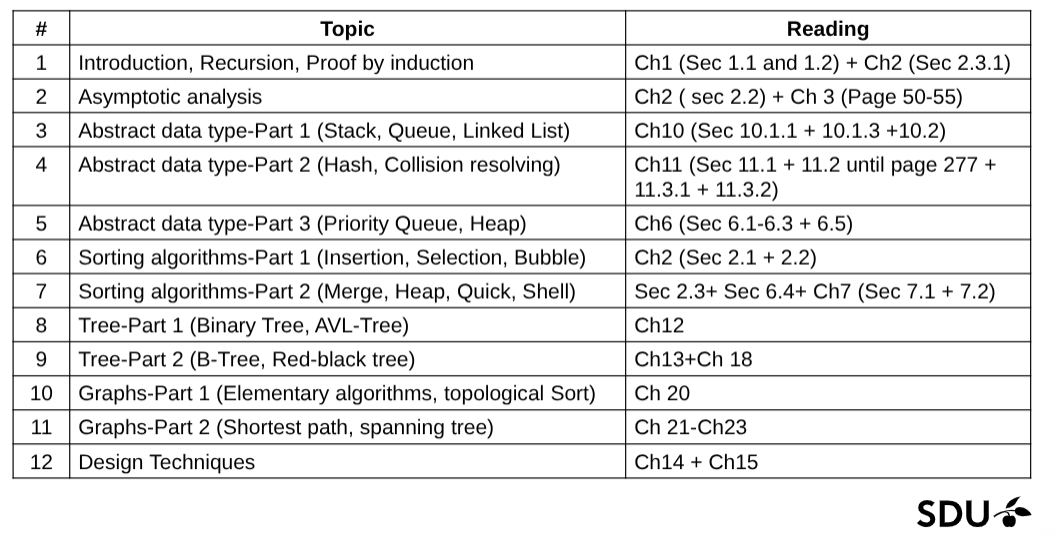 # Topic Reading
1 Introduction, Recursion, Proof by induction Ch1 (Sec 1.1 and 1.2) + Ch2 (Sec 2.3.1)
2 Asymptotic analysis Ch2 ( sec 2.2) + Ch 3 (Page 50-55)
3 Abstract data type-Part 1 (Stack, Queue, Linked List) Ch10 (Sec 10.1.1 + 10.1.3 +10.2)
4 Abstract data type-Part 2 (Hash, Collision resolving) Ch11 (Sec 11.1 + 11.2 until page 277 +
11.3.1 + 11.3.2)
5 Abstract data type-Part 3 (Priority Queue, Heap) Ch6 (Sec 6.1-6.3 + 6.5)
6 Sorting algorithms-Part 1 (Insertion, Selection, Bubble) Ch2 (Sec 2.1 + 2.2)
7 Sorting algorithms-Part 2 (Merge, Heap, Quick, Shell) Sec 2.3+ Sec 6.4+ Ch7 (Sec 7.1 + 7.2)
8 Tree-Part 1 (Binary Tree, AVL-Tree) Ch12
9 Tree-Part 2 (B-Tree, Red-black tree) Ch13+Ch 18
10 Graphs-Part 1 (Elementary algorithms, topological Sort) Ch 20
11 Graphs-Part 2 (Shortest path, spanning tree) Ch 21-Ch23
12 Design Techniques Ch14 + Ch15
SDU